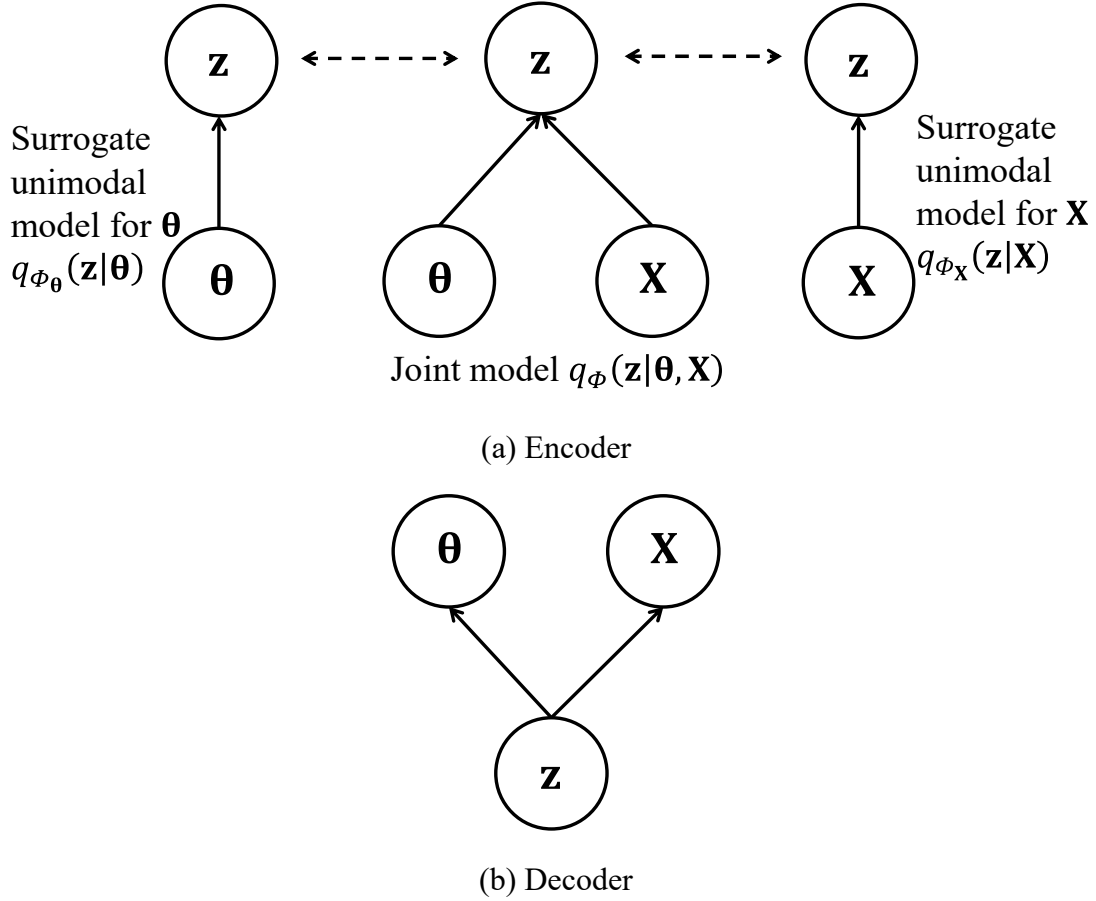 z
z
z
Surrogate
unimodal
model for θ
q_{Φ_θ}(z|θ)
Surrogate
unimodal
model for X
q_{Φ_X}(z|X)
θ
θ
X
X
Joint model q_Φ(z|θ, X)
(a) Encoder
θ
X
z
(b) Decoder